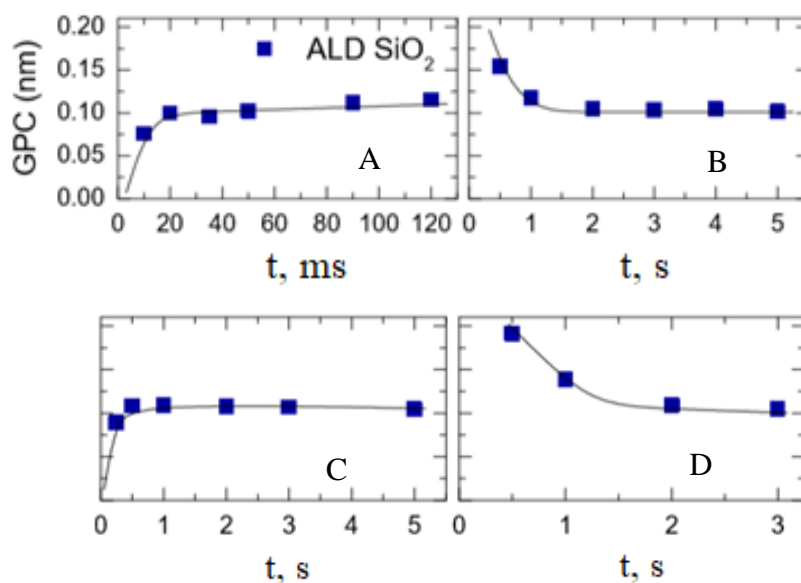 GPC (nm)
0.20
0.15
0.10
0.05
0.00
ALD SiO₂
A
B
0 20 40 60 80 100 120
0 1 2 3 4 5
t, ms
t, s
C
D
0 1 2 3 4 5
0 1 2 3
t, s
t, s